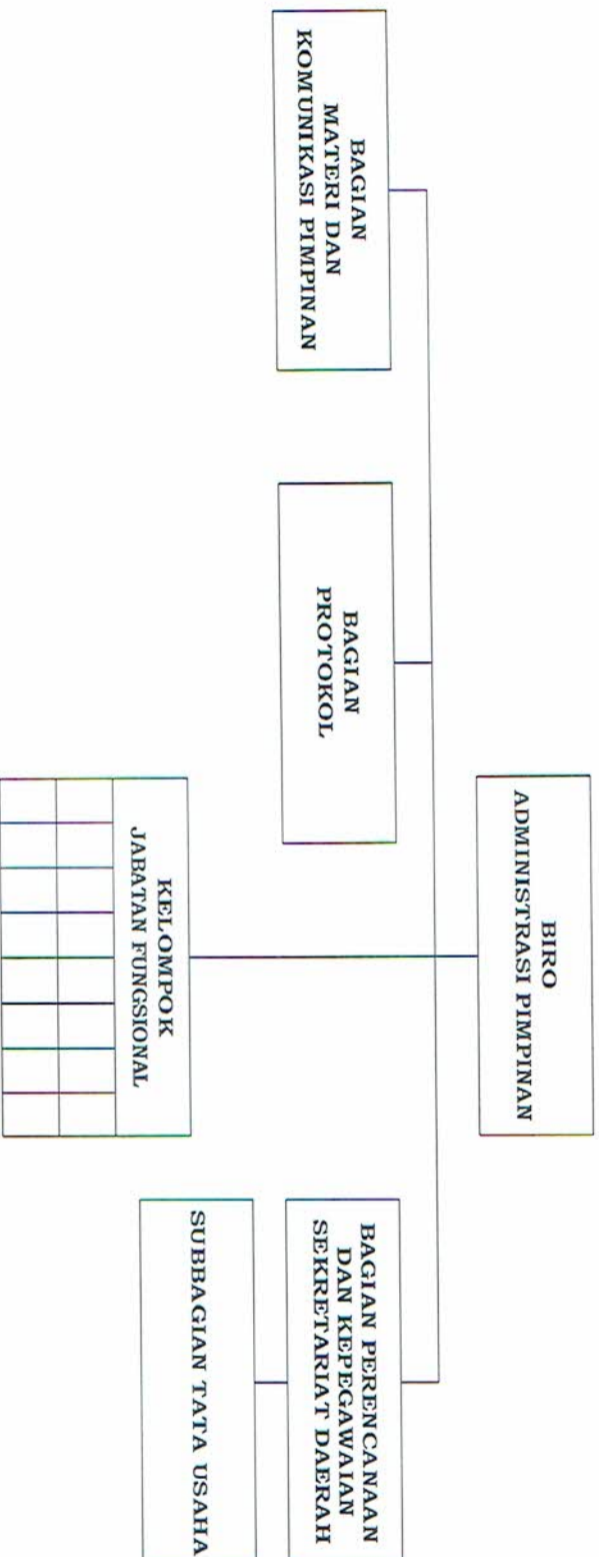 BIRO
ADMINISTRASI PIMPINAN
BAGIAN
MATERI DAN
KOMUNIKASI PIMPINAN
BAGIAN
PROTOKOL
BAGIAN PERENCANAAN
DAN KEPEGAWAIAN
SEKRETARIAT DAERAH
SUBBAGIAN TATA USAHA
KELOMPOK
JABATAN FUNGSIONAL